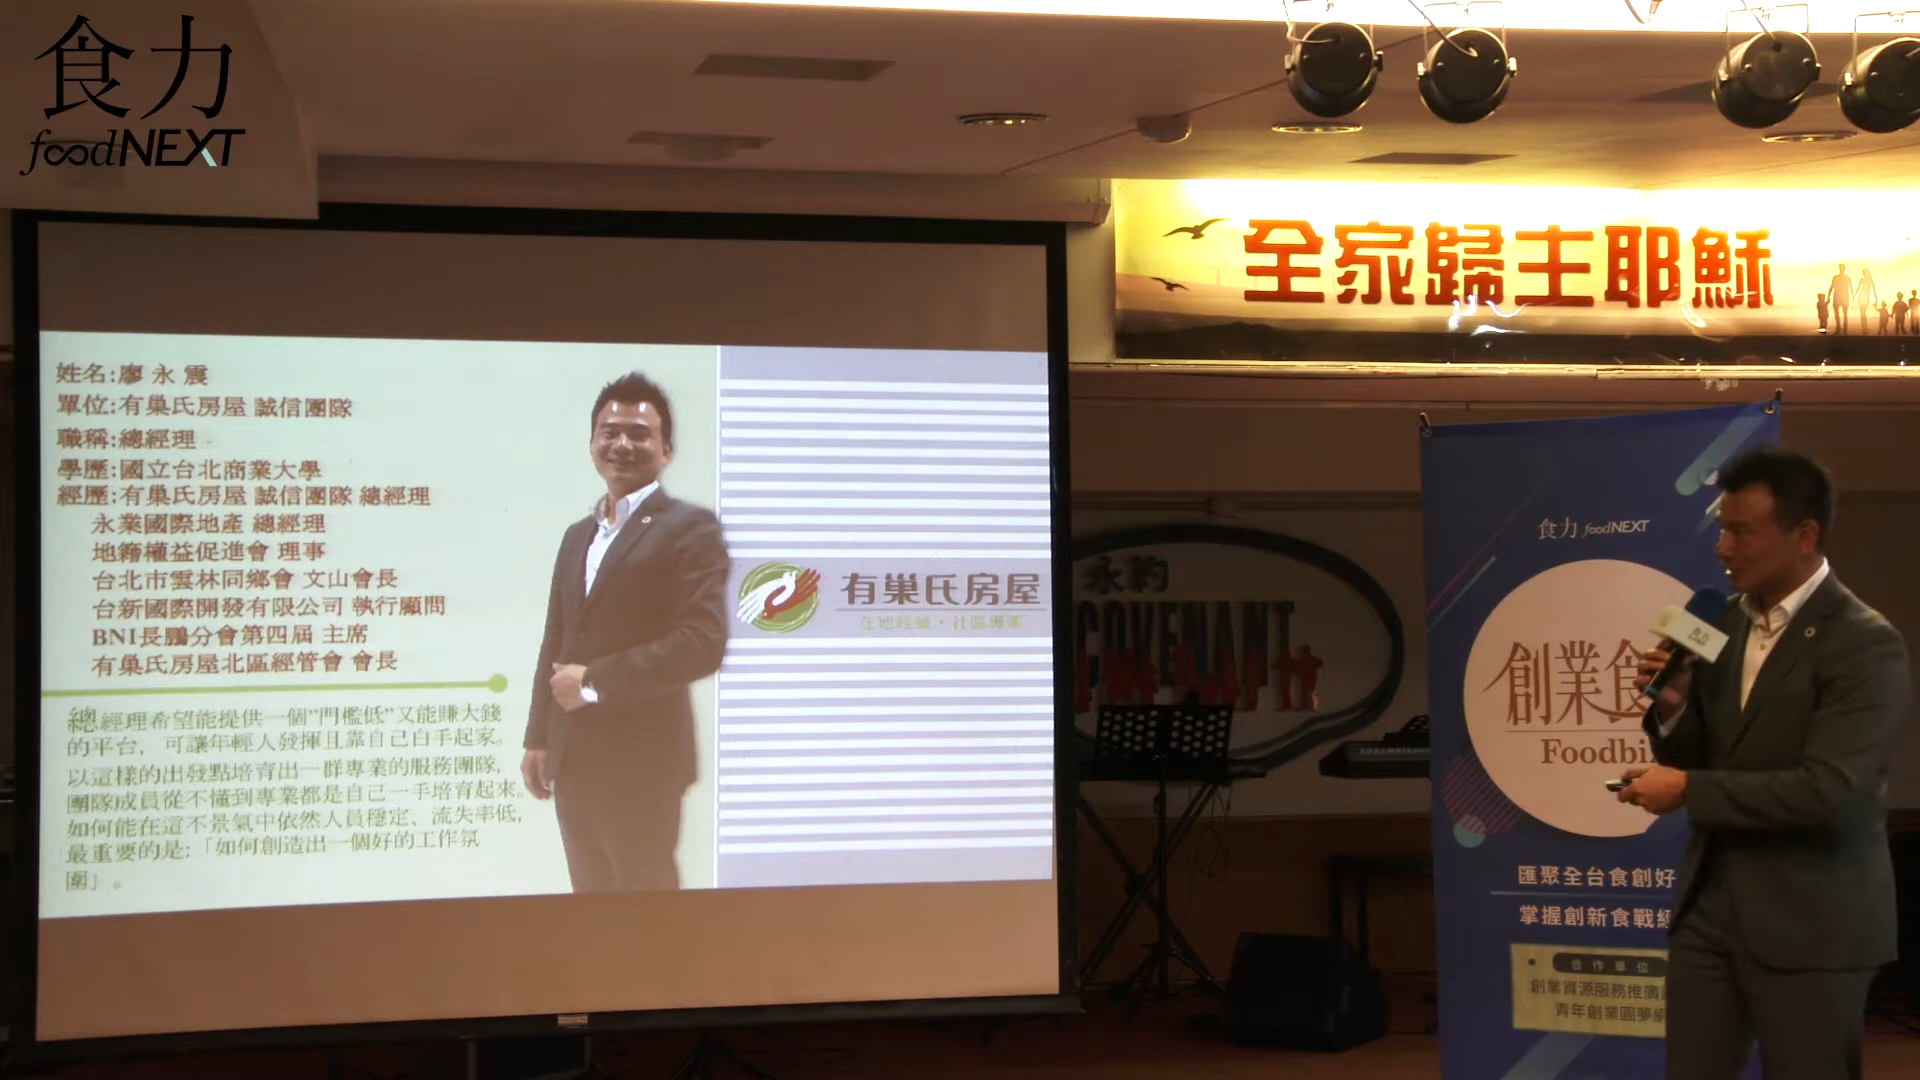 食力
foodNEXT
全家歸主耶穌
姓名:廖永震
單位:有巢氏房屋 誠信團隊
職稱:總經理
學歷:國立台北商業大學
經歷:有巢氏房屋 誠信團隊 總經理
永業國際地產 總經理
地籍權益促進會 理事
台北市雲林同鄉會 文山會長
台新國際開發有限公司 執行顧問
BNI長鵬分會第四屆 主席
有巢氏房屋北區經管會 會長
總經理希望能提供一個"門檻低"又能賺大錢
的平台，可讓年輕人發揮且靠自己白手起家。
以這樣的出發點培育出一群專業的服務團隊，
團隊成員從不懂到專業都是自己一手培育起來。
如何能在這不景氣中依然人員穩定、流失率低，
最重要的是:「如何創造出一個好的工作氛
圍」。
有巢氏房屋
在地經營・社區專家
永約
COVENANT
食力 foodNEXT
創業食
Foodbi
匯聚全台食創好
掌握創新食戰經
合作單位
創業資源服務推廣
青年創業圓夢網
食力